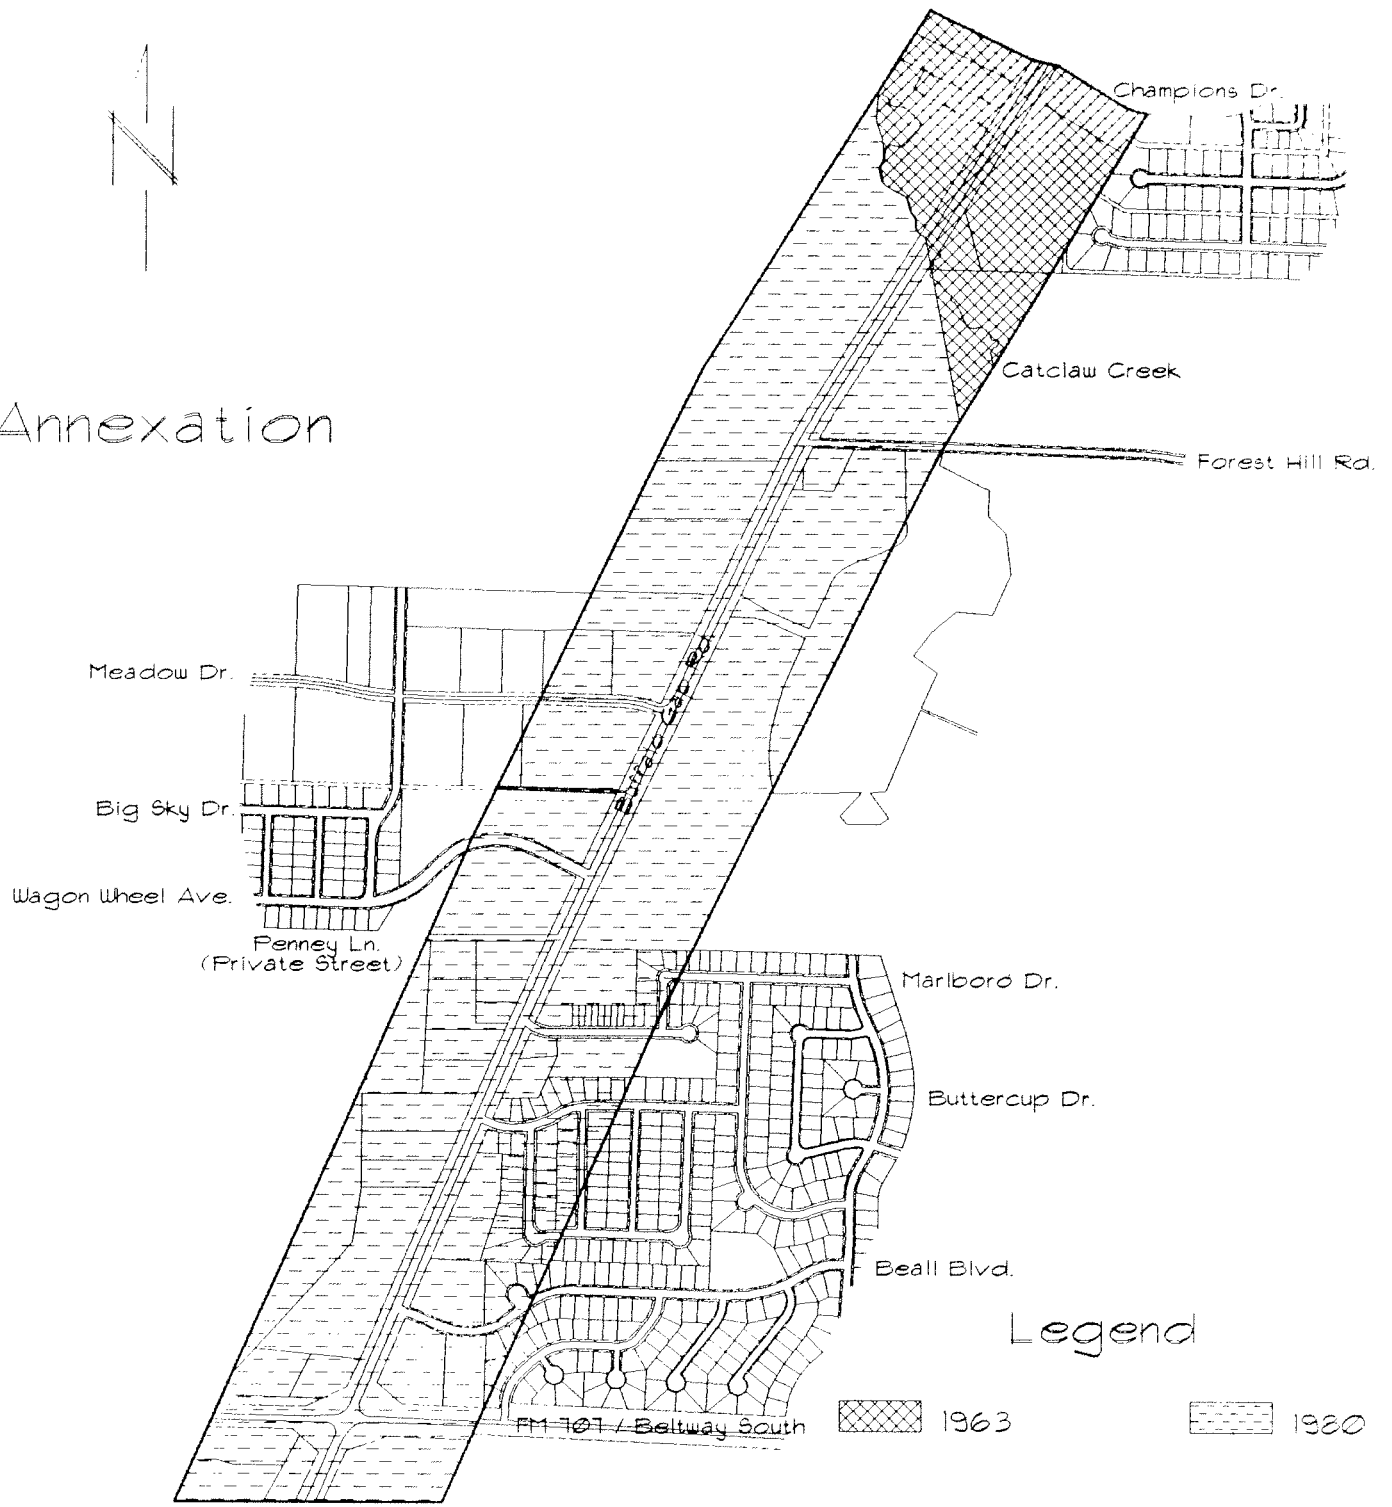 N
Champions Dr.
Annexation
Catclaw Creek
Forest Hill Rd.
Meadow Dr.
Big Sky Dr.
Wagon Wheel Ave.
Penney Ln.
(Private Street)
Marlboro Dr.
Buttercup Dr.
Beall Blvd.
Legend
FM 707 / Beltway South
1963
1980